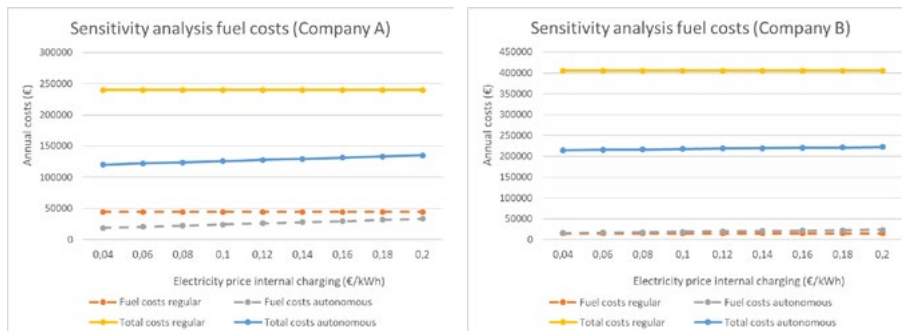 Sensitivity analysis fuel costs (Company A)
Annual costs (€)
300000
250000
200000
150000
100000
50000
0
0,04 0,06 0,08 0,1 0,12 0,14 0,16 0,18 0,2
Electricity price internal charging (€/kWh)
Fuel costs regular Fuel costs autonomous
Total costs regular Total costs autonomous
Sensitivity analysis fuel costs (Company B)
Annual costs (€)
450000
400000
350000
300000
250000
200000
150000
100000
50000
0
0,04 0,06 0,08 0,1 0,12 0,14 0,16 0,18 0,2
Electricity price internal charging (€/kWh)
Fuel costs regular Fuel costs autonomous
Total costs regular Total costs autonomous